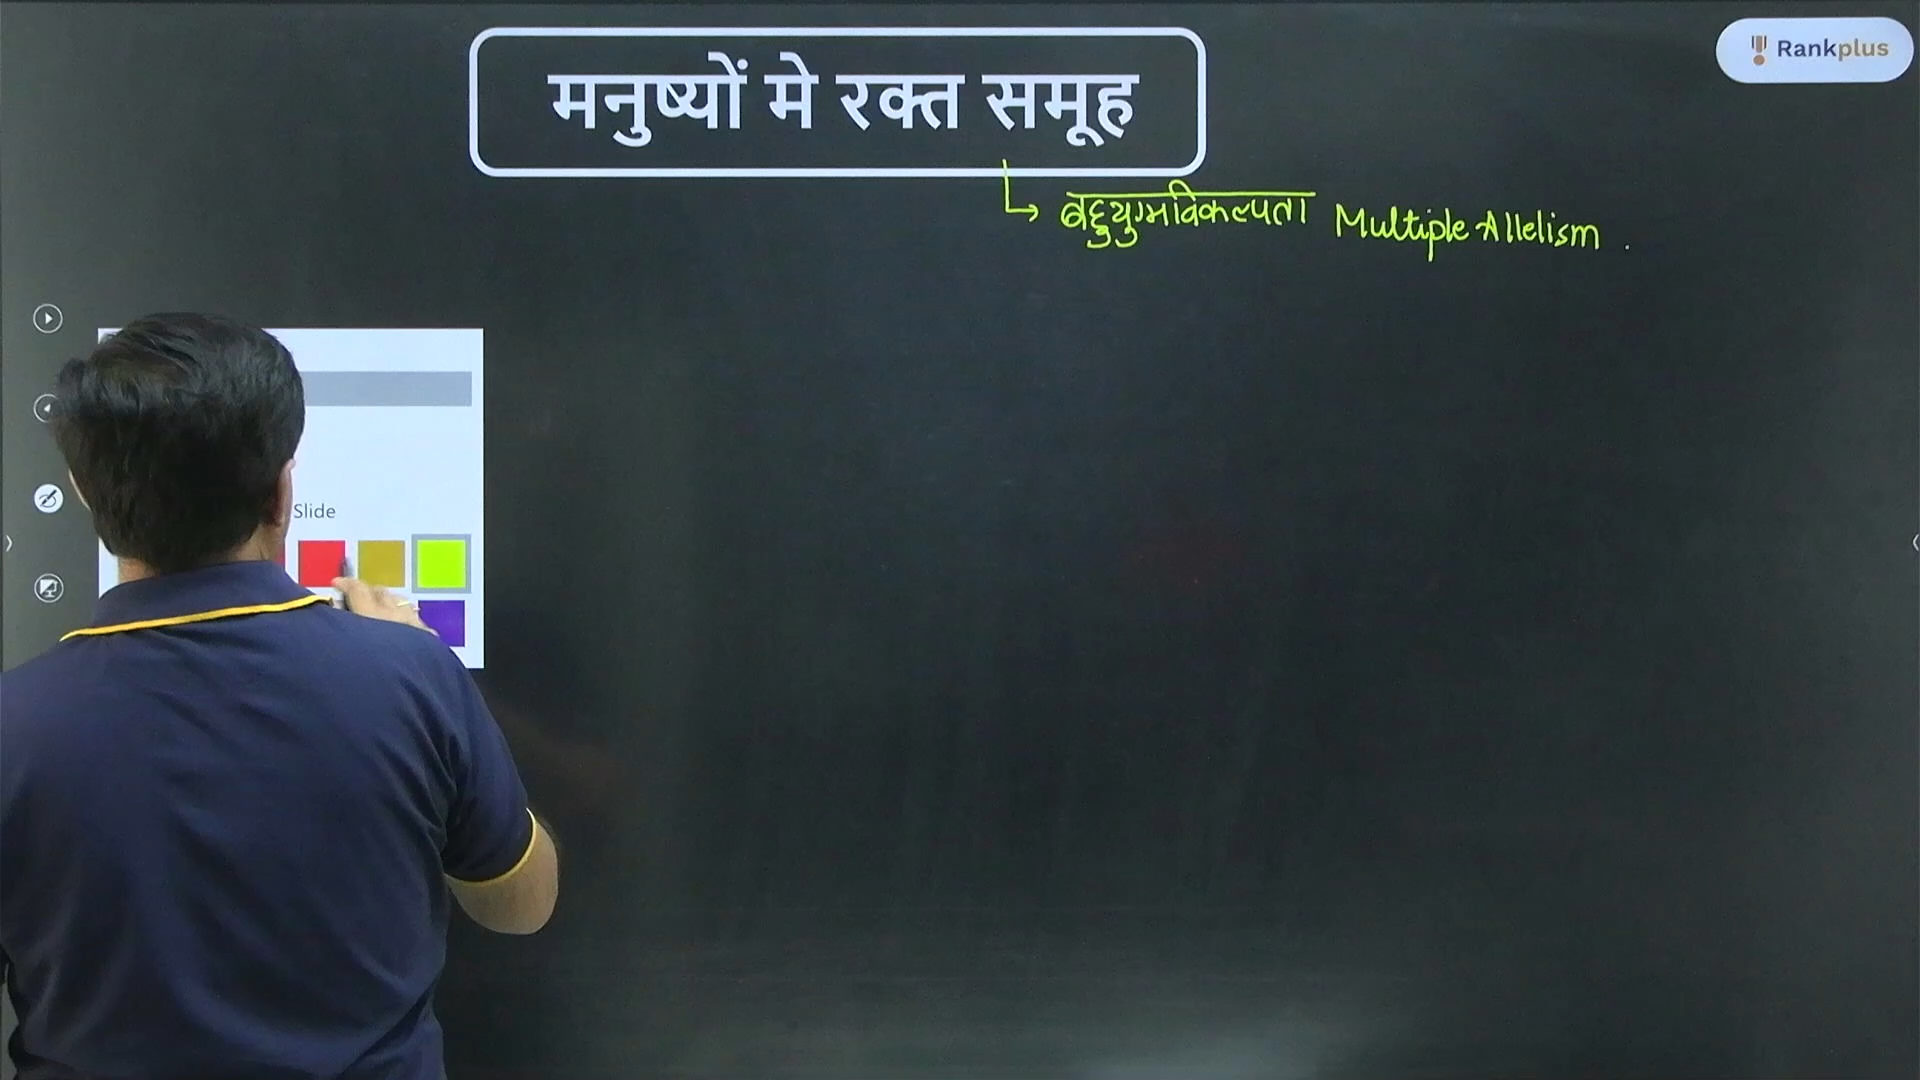 Rankplus
मनुष्यों मे रक्त समूह
बहुयुग्मविकल्पता Multiple Allelism .
Slide